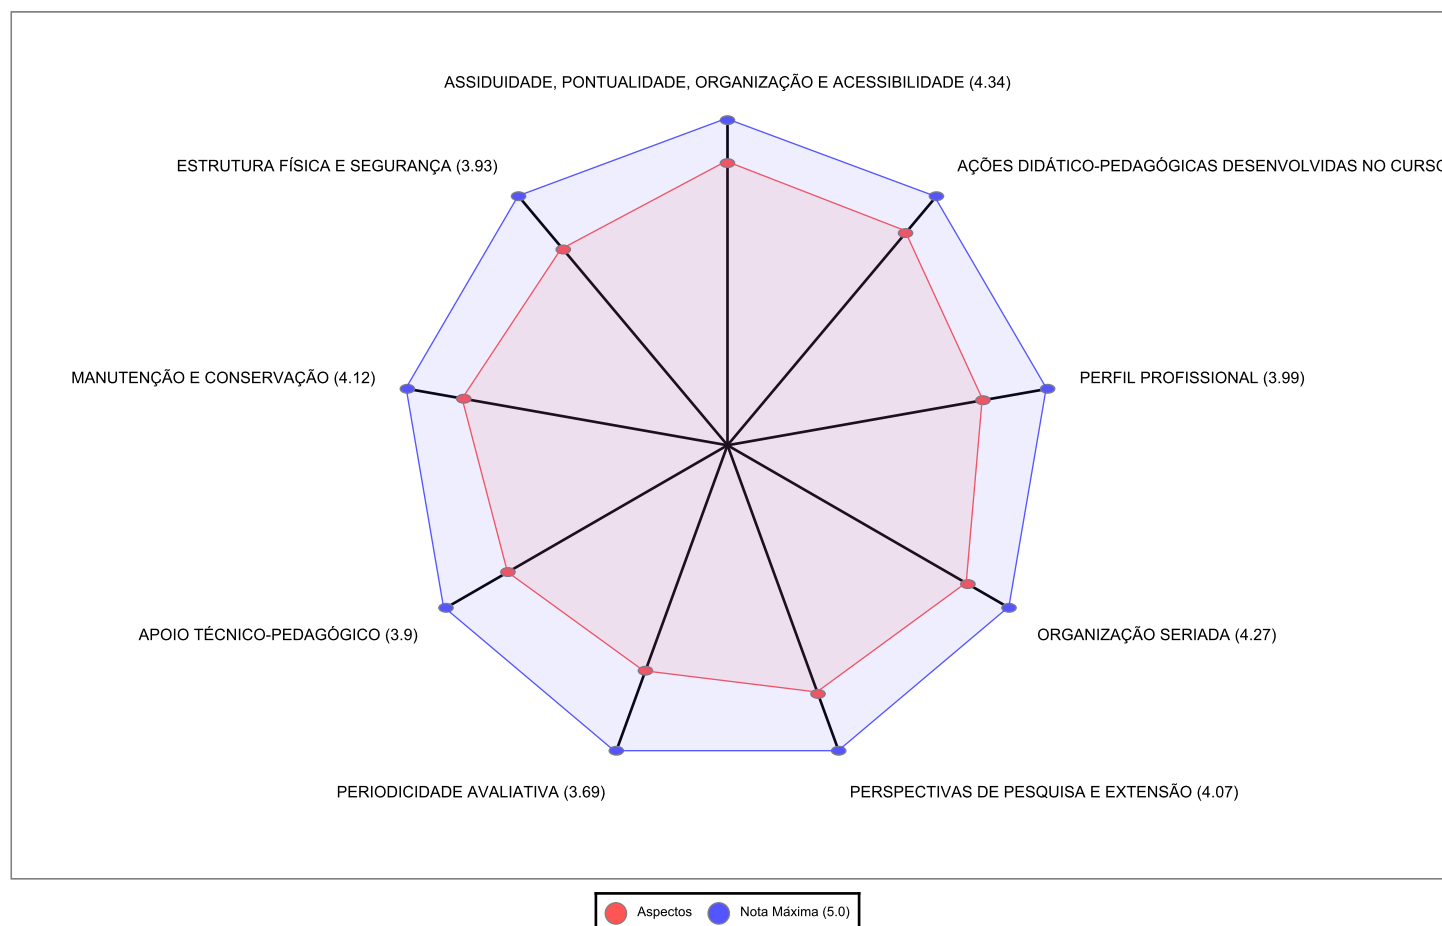 ASSIDUIDADE, PONTUALIDADE, ORGANIZAÇÃO E ACESSIBILIDADE (4.34)
ESTRUTURA FÍSICA E SEGURANÇA (3.93)
AÇÕES DIDÁTICO-PEDAGÓGICAS DESENVOLVIDAS NO
MANUTENÇÃO E CONSERVAÇÃO (4.12)
PERFIL PROFISSIONAL (3.99)
APOIO TÉCNICO-PEDAGÓGICO (3.9)
ORGANIZAÇÃO SERIADA (4.27)
PERIODICIDADE AVALIATIVA (3.69)
PERSPECTIVAS DE PESQUISA E EXTENSÃO (4.07)
Aspectos
Nota Máxima (5.0)